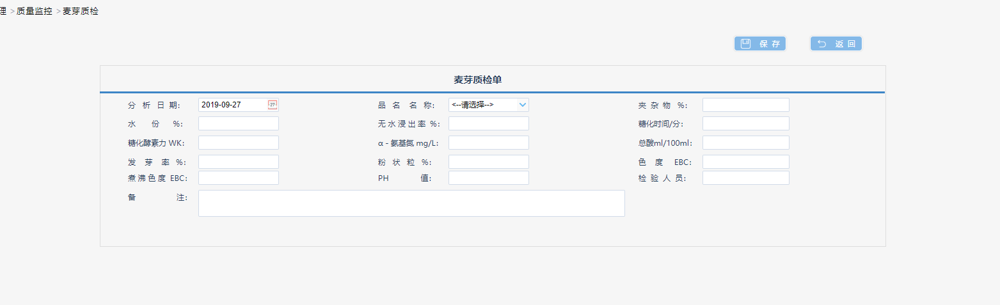 理 >质量监控 >麦芽质检
保 存 返 回
麦芽质检单
分 析 日 期: 2019-09-27 27 品 名 名 称: <--请选择--> 夹 杂 物 %:
水 份 %: 无 水 浸 出 率 %: 糖化时间/分:
糖化酵素力 WK: α - 氨基氮 mg/L: 总酸ml/100ml:
发 芽 率 %: 粉 状 粒 %: 色 度 EBC:
煮 沸 色 度 EBC: PH 值: 检 验 人 员:
备 注: